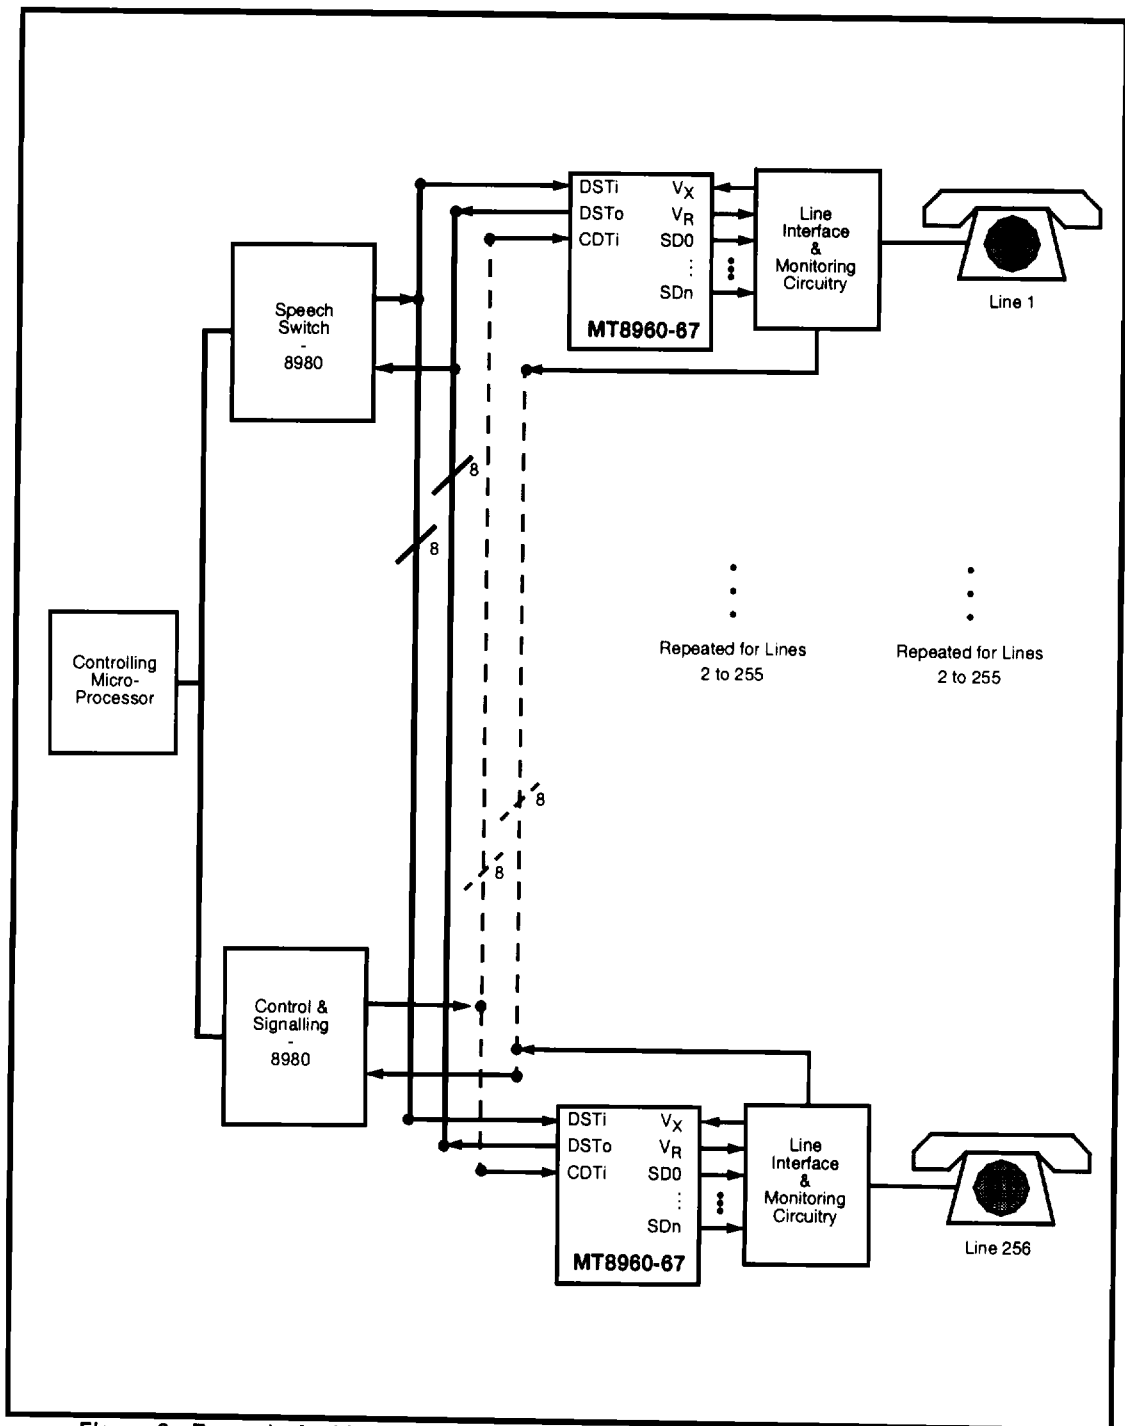 DSTi
DSTo
CDTi
VX
VR
SD0
SDn
MT8960-67
Line
Interface
&
Monitoring
Circuitry
Line 1
Speech
Switch
-
8980
8
8
Repeated for Lines
2 to 255
Repeated for Lines
2 to 255
Controlling
Micro-
Processor
8
8
Control &
Signalling
-
8980
DSTi
DSTo
CDTi
VX
VR
SD0
SDn
MT8960-67
Line
Interface
&
Monitoring
Circuitry
Line 256